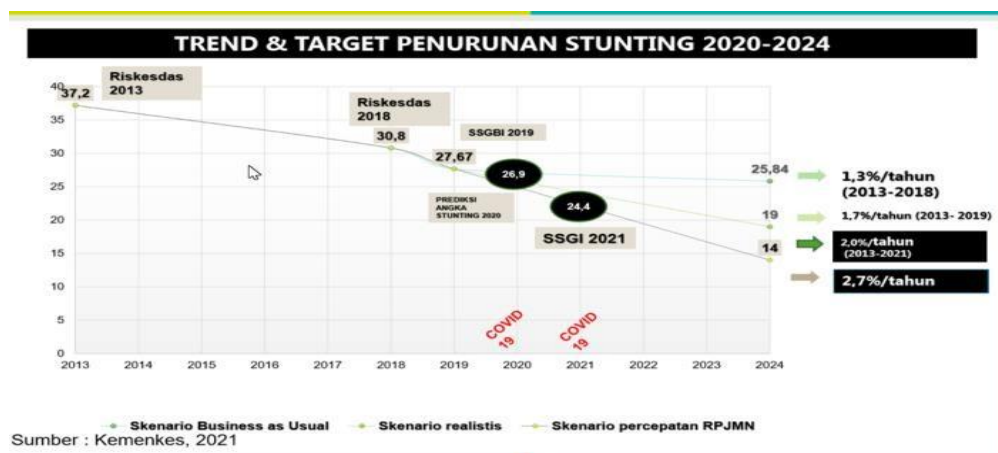 TREND & TARGET PENURUNAN STUNTING 2020-2024
40
35
30
25
20
15
10
5
0
37,2
Riskesdas
2013
Riskesdas
2018
30,8
27,67
SSGBI 2019
26,9
PREDIKSI
ANGKA
STUNTING 2020
24,4
SSGI 2021
25,84
19
14
COVID
19
COVID
19
2013 2014 2015 2016 2017 2018 2019 2020 2021 2022 2023 2024
1,3%/tahun
(2013-2018)
1,7%/tahun (2013- 2019)
2,0%/tahun
(2013-2021)
2,7%/tahun
Skenario Business as Usual Skenario realistis Skenario percepatan RPJMN
Sumber : Kemenkes, 2021